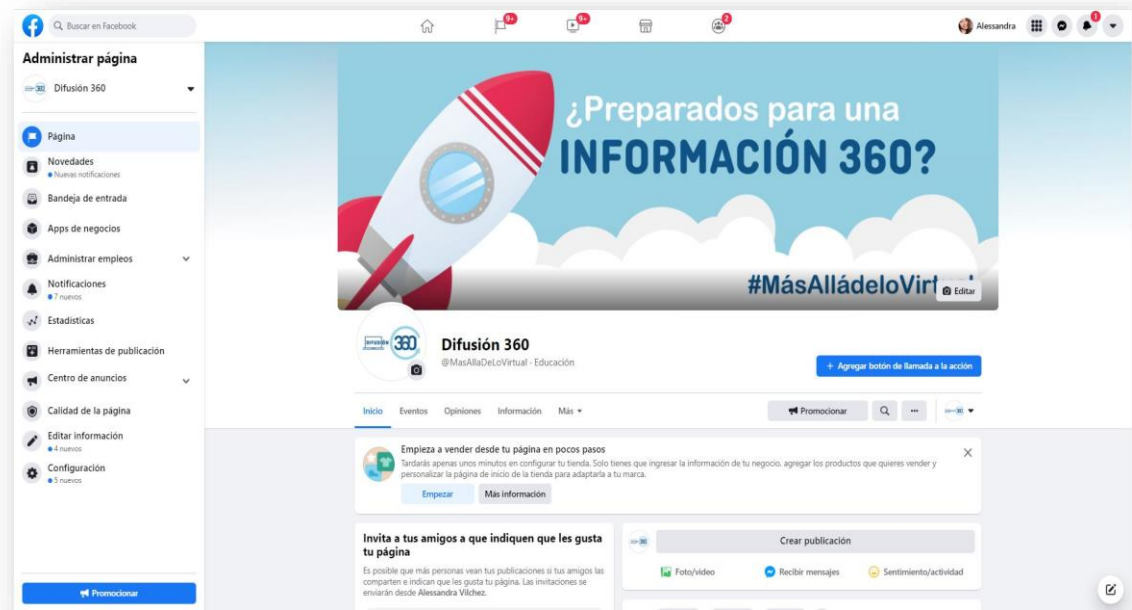 Buscar en Facebook
9+
9+
2
Alessandra
1
Administrar página
Difusión 360
Página
Novedades
Nuevas notificaciones
Bandeja de entrada
Apps de negocios
Administrar empleos
Notificaciones
7 nuevos
Estadísticas
Herramientas de publicación
Centro de anuncios
Calidad de la página
Editar información
4 nuevos
Configuración
5 nuevos
Promocionar
¿Preparados para una
INFORMACIÓN 360?
#MásAlládeloVirt
Editar
DIFUSIÓN 360
Difusión 360
@MasAllaDeLoVirtual · Educación
+ Agregar botón de llamada a la acción
Inicio Eventos Opiniones Información Más
Promocionar
Empieza a vender desde tu página en pocos pasos
Tardarás apenas unos minutos en configurar tu tienda. Solo tienes que ingresar la información de tu negocio, agregar los productos que quieres vender y
personalizar la página de inicio de la tienda para adaptarla a tu marca.
Empezar Más información
Invita a tus amigos a que indiquen que les gusta
tu página
Es posible que más personas vean tus publicaciones si tus amigos las
comparten e indican que les gusta tu página. Las invitaciones se
enviarán desde Alessandra Vilchez.
Crear publicación
Foto/video Recibir mensajes Sentimiento/actividad